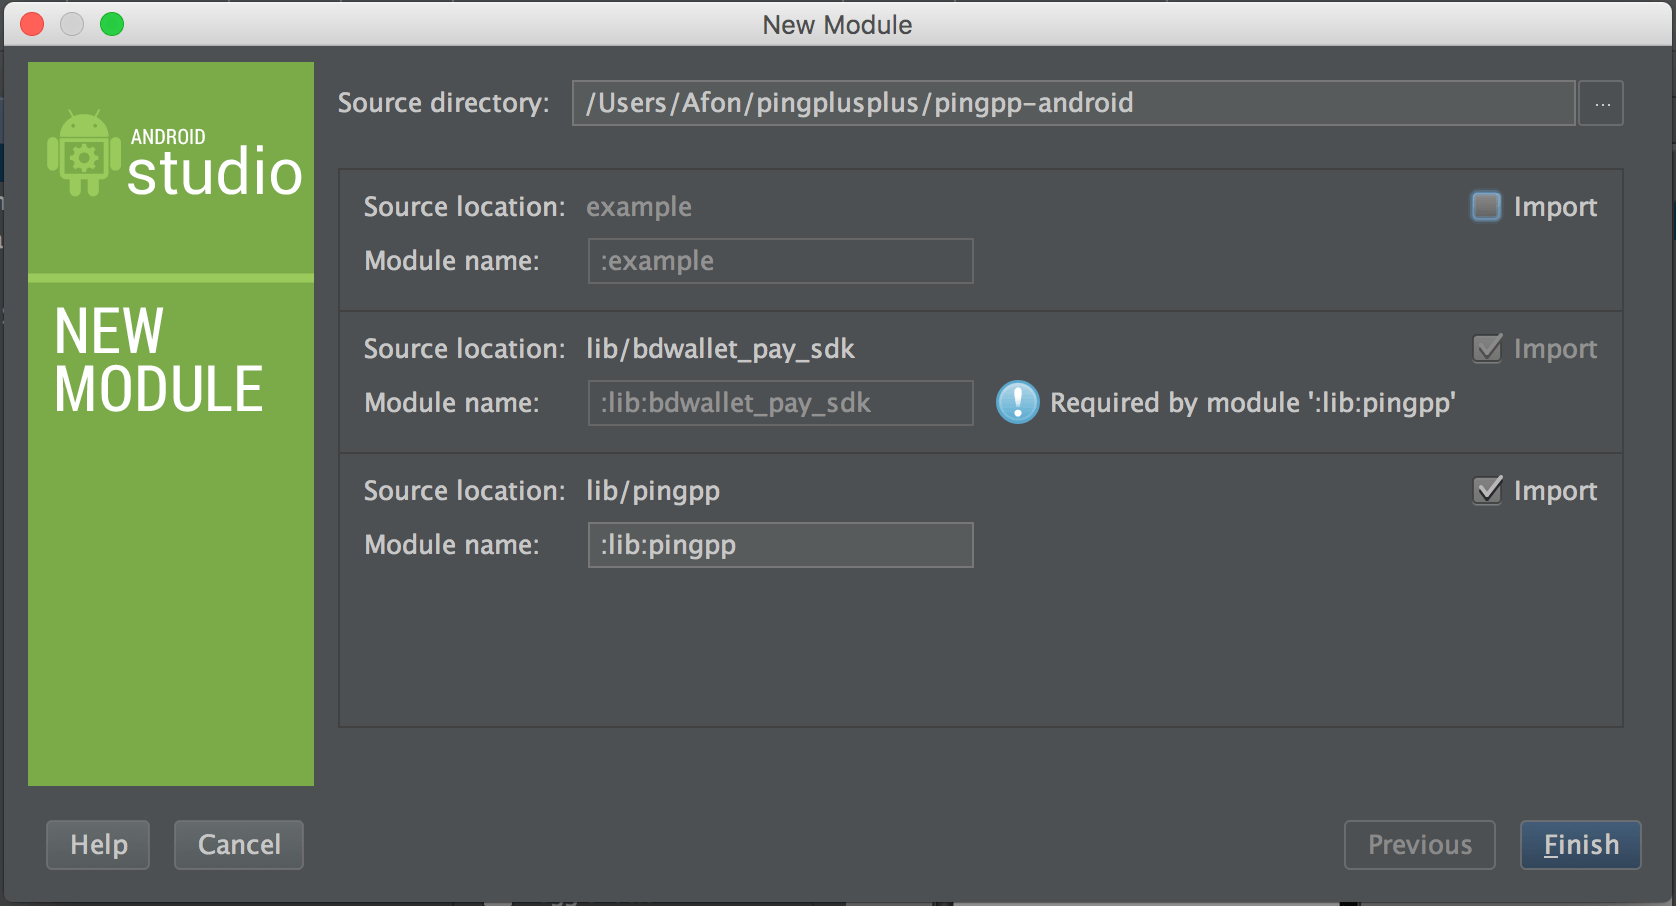 New Module
ANDROID
studio
NEW
MODULE
Source directory: /Users/Afon/pingplusplus/pingpp-android ...
Source location: example Import
Module name: :example
Source location: lib/bdwallet_pay_sdk Import
Module name: :lib:bdwallet_pay_sdk Required by module ':lib:pingpp'
Source location: lib/pingpp Import
Module name: :lib:pingpp
Help Cancel Previous Finish